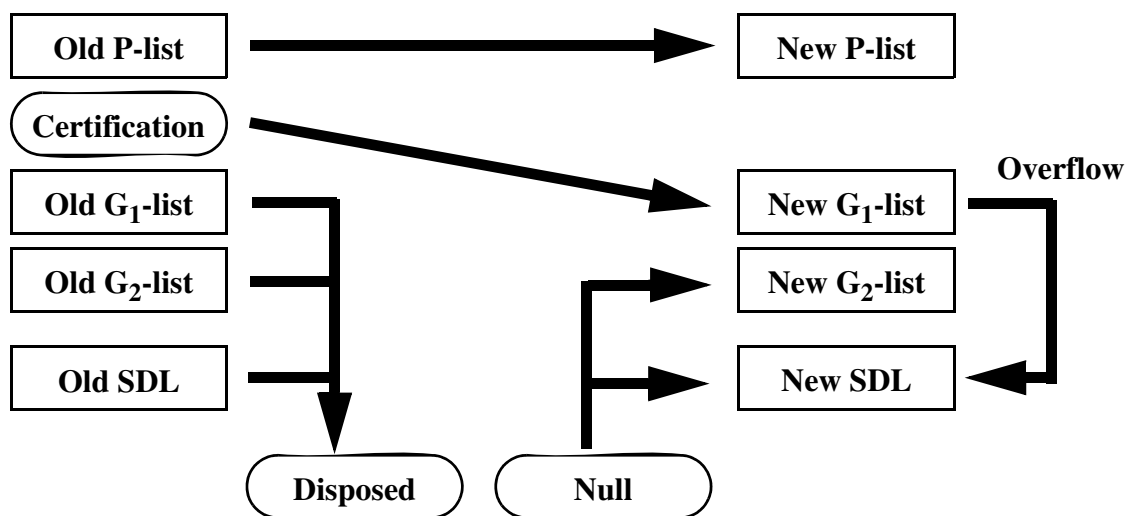 Old P-list
New P-list
Certification
Overflow
Old G1-list
New G1-list
Old G2-list
New G2-list
Old SDL
New SDL
Disposed
Null